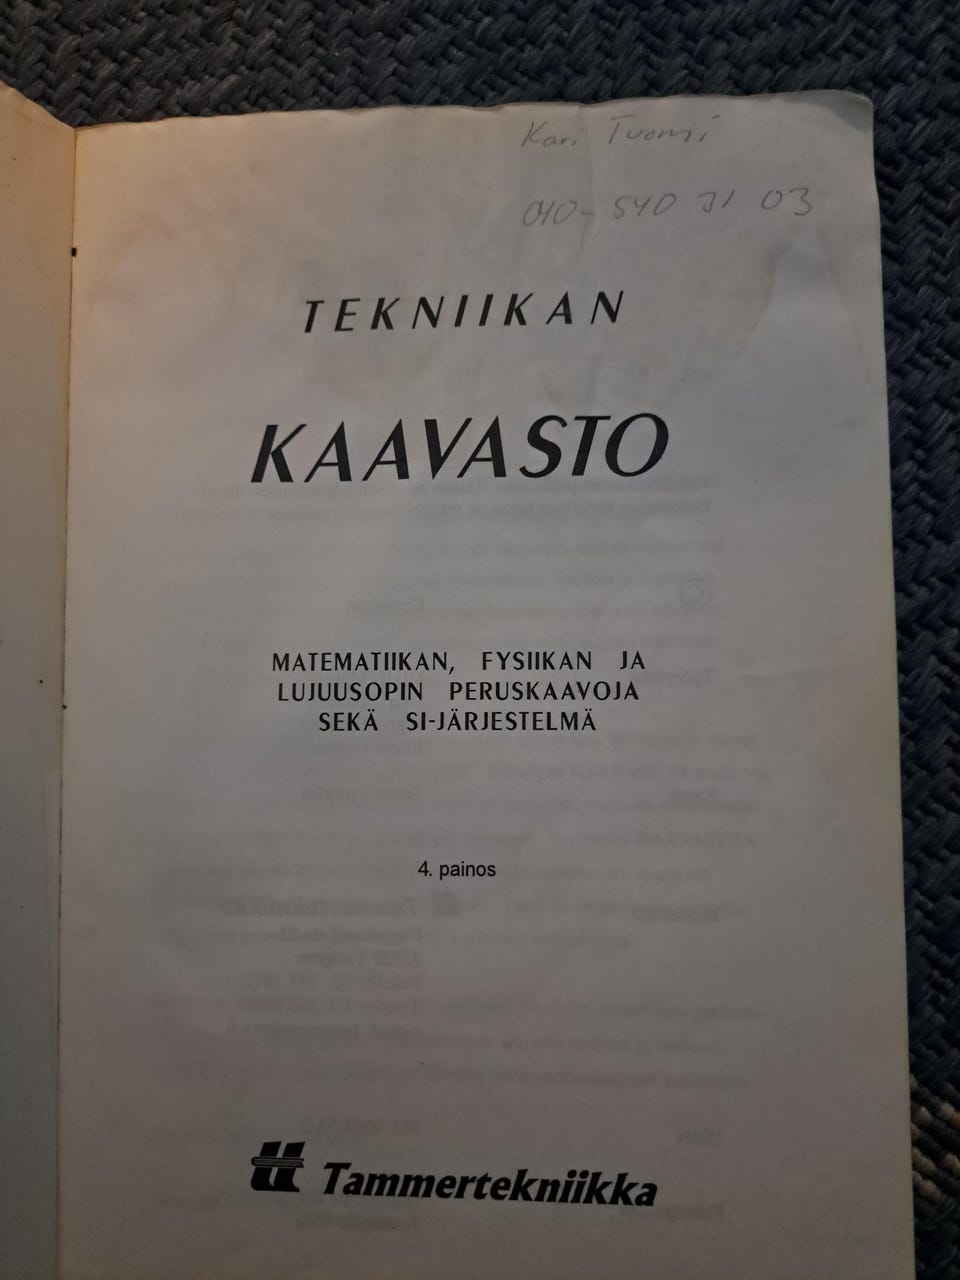 Kari Tuomi
040-540 31 03
TEKNIIKAN
KAAVASTO
MATEMATIIKAN, FYSIIKAN JA
LUJUUSOPIN PERUSKAAVOJA
SEKÄ SI-JÄRJESTELMÄ
4. painos
tt Tammertekniikka